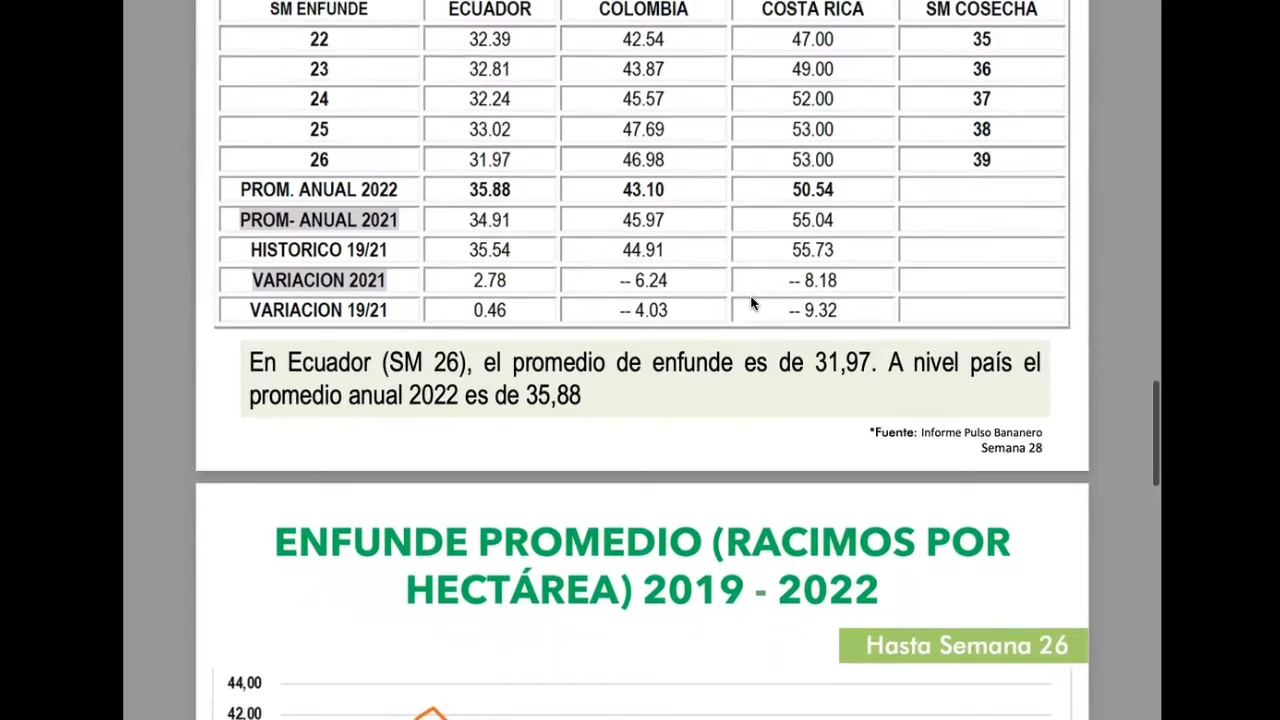 SM ENFUNDE ECUADOR COLOMBIA COSTA RICA SM COSECHA
22 32.39 42.54 47.00 35
23 32.81 43.87 49.00 36
24 32.24 45.57 52.00 37
25 33.02 47.69 53.00 38
26 31.97 46.98 53.00 39
PROM. ANUAL 2022 35.88 43.10 50.54
PROM- ANUAL 2021 34.91 45.97 55.04
HISTORICO 19/21 35.54 44.91 55.73
VARIACION 2021 2.78 -- 6.24 -- 8.18
VARIACION 19/21 0.46 -- 4.03 -- 9.32
En Ecuador (SM 26), el promedio de enfunde es de 31,97. A nivel país el
promedio anual 2022 es de 35,88
*Fuente: Informe Pulso Bananero
Semana 28
ENFUNDE PROMEDIO (RACIMOS POR
HECTÁREA) 2019 - 2022
Hasta Semana 26
44,00
42.00